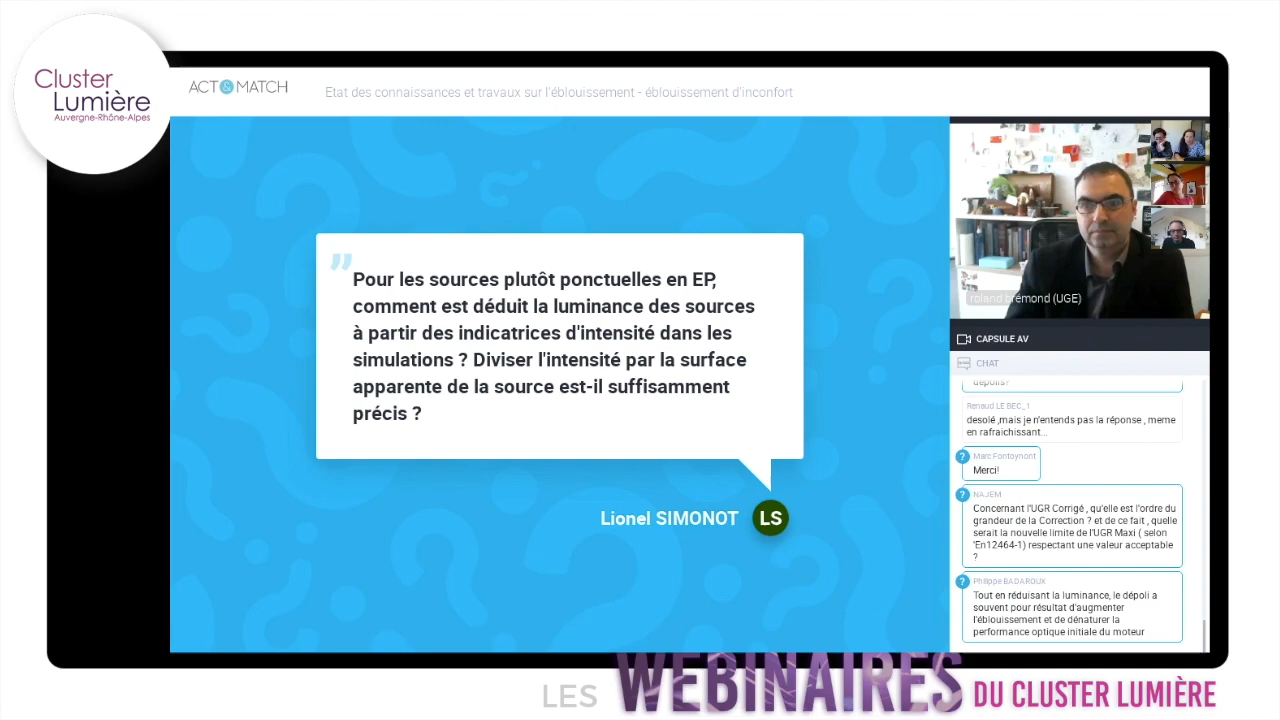 Cluster
Lumière
Auvergne-Rhône-Alpes
ACT & MATCH
Etat des connaissances et travaux sur l'éblouissement - éblouissement d'inconfort
Pour les sources plutôt ponctuelles en EP,
comment est déduit la luminance des sources
à partir des indicatrices d'intensité dans les
simulations ? Diviser l'intensité par la surface
apparente de la source est-il suffisamment
précis ?
Lionel SIMONOT
LS
roland brémond (UGE)
CAPSULE AV
CHAT
dépolis?
Renaud LE BEC_1
desolé ,mais je n'entends pas la réponse , meme
en rafraichissant...
Marc Fontoynont
Merci!
NAJEM
Concernant l'UGR Corrigé , qu'elle est l'ordre du
grandeur de la Correction ? et de ce fait , quelle
serait la nouvelle limite de l'UGR Maxi ( selon
'En12464-1) respectant une valeur acceptable
?
Philippe BADAROUX
Tout en réduisant la luminance, le dépoli a
souvent pour résultat d'augmenter
l'éblouissement et de dénaturer la
performance optique initiale du moteur
LES WEBINAIRES DU CLUSTER LUMIÈRE